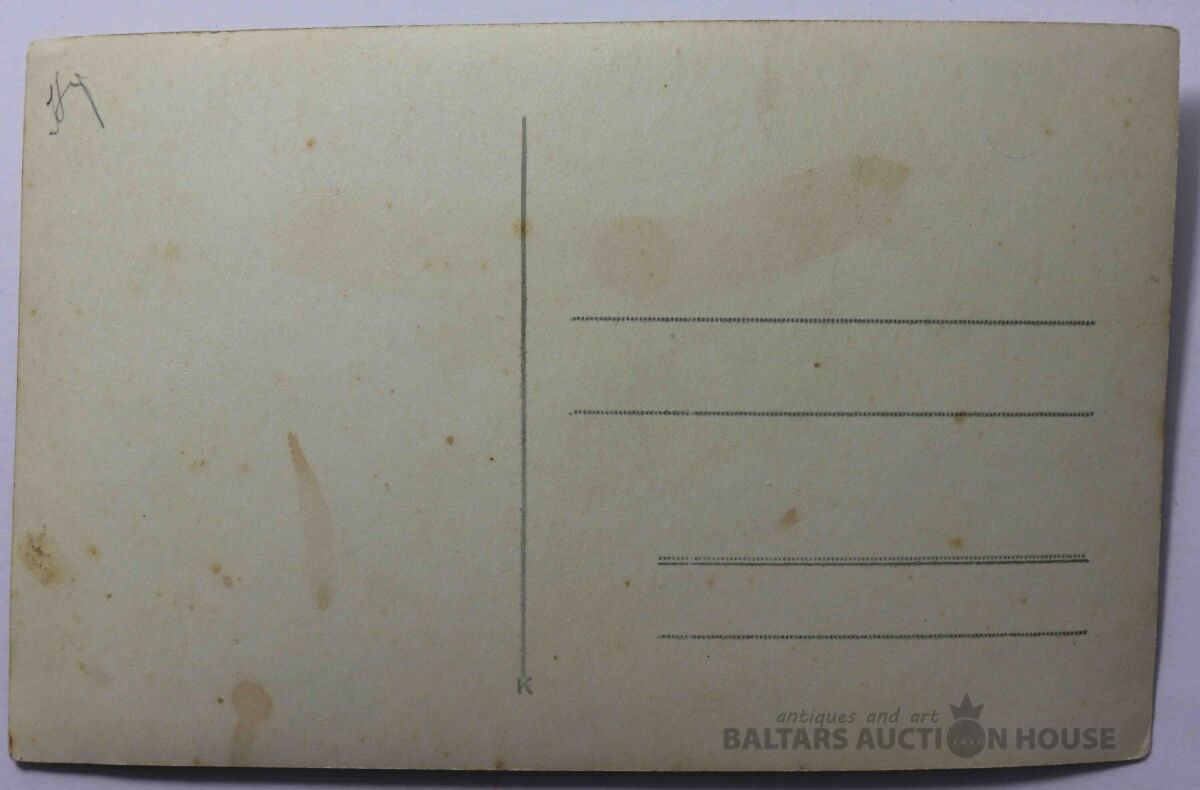 K
antiques and art
BALTARS AUCTION HOUSE